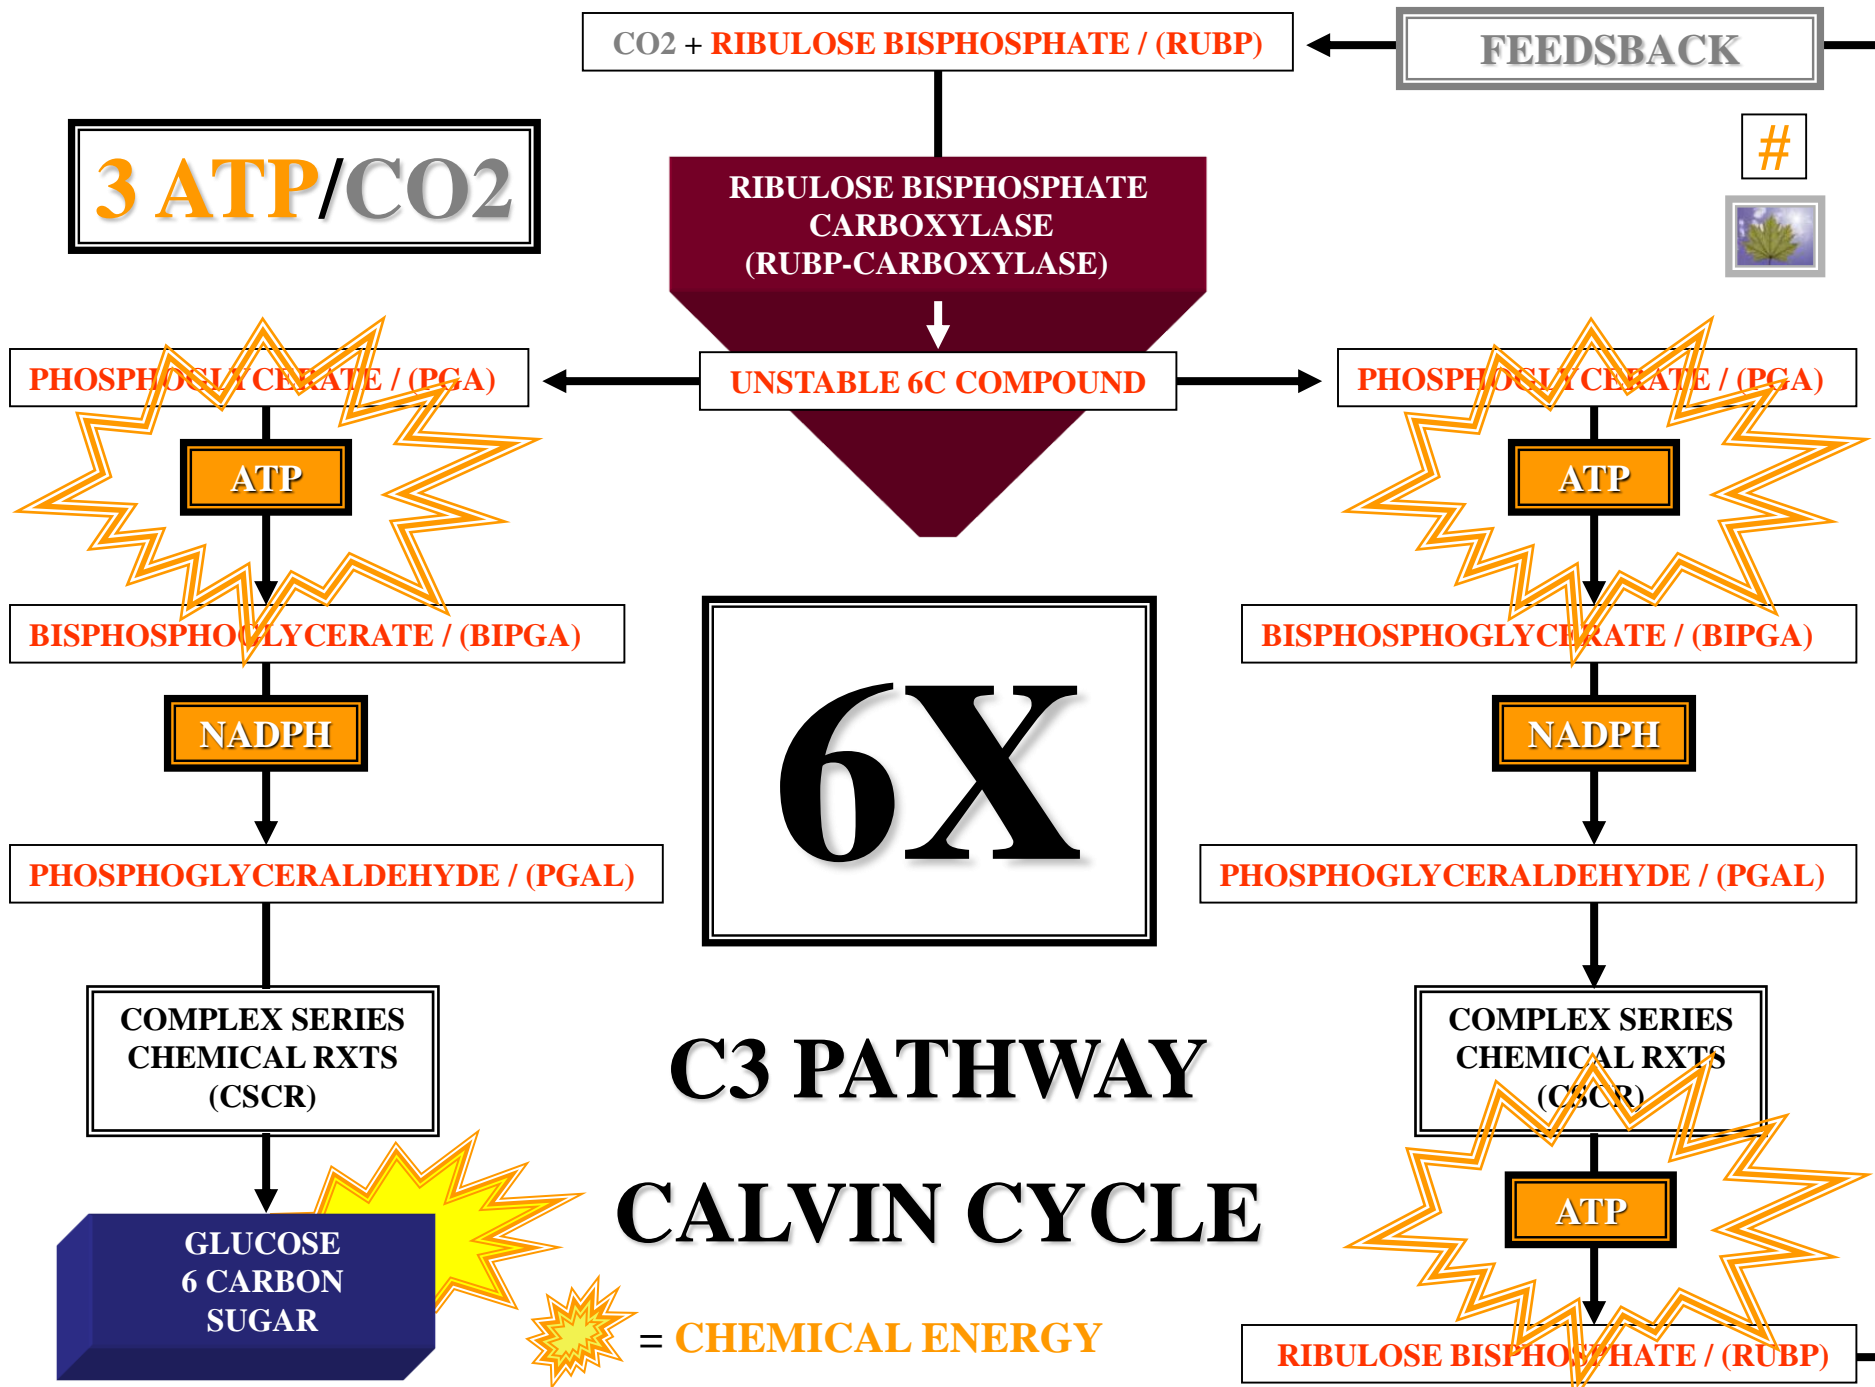 CO2 + RIBULOSE BISPHOSPHATE / (RUBP)
FEEDSBACK
#
3 ATP/CO2
RIBULOSE BISPHOSPHATE
CARBOXYLASE
(RUBP-CARBOXYLASE)
PHOSPHOGLYCERATE / (PGA)
UNSTABLE 6C COMPOUND
PHOSPHOGLYCERATE / (PGA)
ATP
ATP
BISPHOSPHOGLYCERATE / (BIPGA)
BISPHOSPHOGLYCERATE / (BIPGA)
NADPH
6X
NADPH
PHOSPHOGLYCERALDEHYDE / (PGAL)
PHOSPHOGLYCERALDEHYDE / (PGAL)
COMPLEX SERIES
CHEMICAL RXTS
(CSCR)
C3 PATHWAY
COMPLEX SERIES
CHEMICAL RXTS
(CSCR)
CALVIN CYCLE
ATP
GLUCOSE
6 CARBON
SUGAR
= CHEMICAL ENERGY
RIBULOSE BISPHOSPHATE / (RUBP)